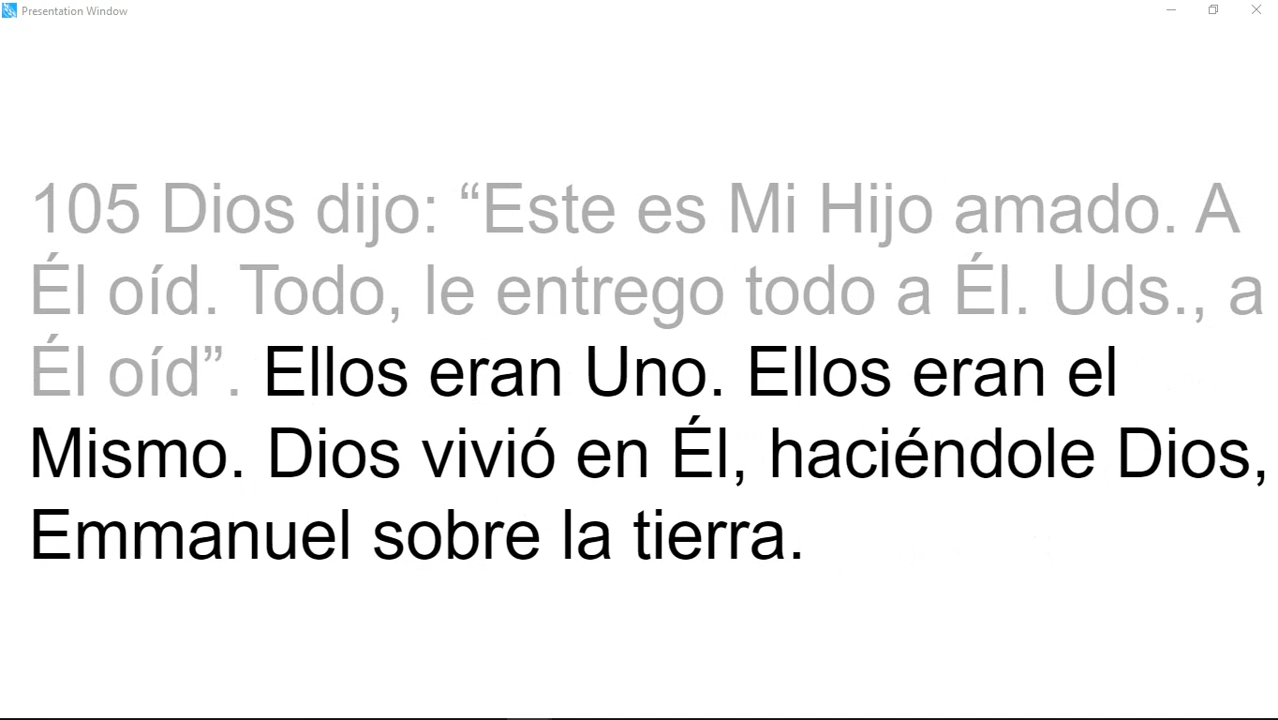 Presentation Window
105 Dios dijo: “Este es Mi Hijo amado. A
Él oíd. Todo, le entrego todo a Él. Uds., a
Él oíd”. Ellos eran Uno. Ellos eran el
Mismo. Dios vivió en Él, haciéndole Dios,
Emmanuel sobre la tierra.